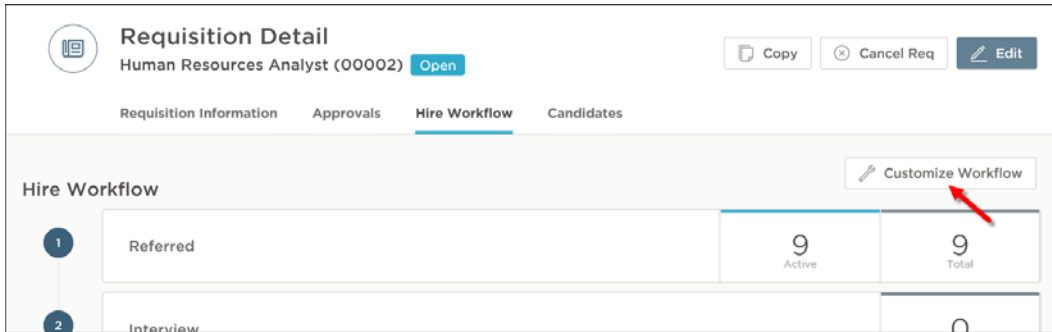 Requisition Detail
Human Resources Analyst (00002) Open
Copy
Cancel Req
Edit
Requisition Information Approvals Hire Workflow Candidates
Customize Workflow
Hire Workflow
1 Referred 9 9
Active Total
2 Interview 0